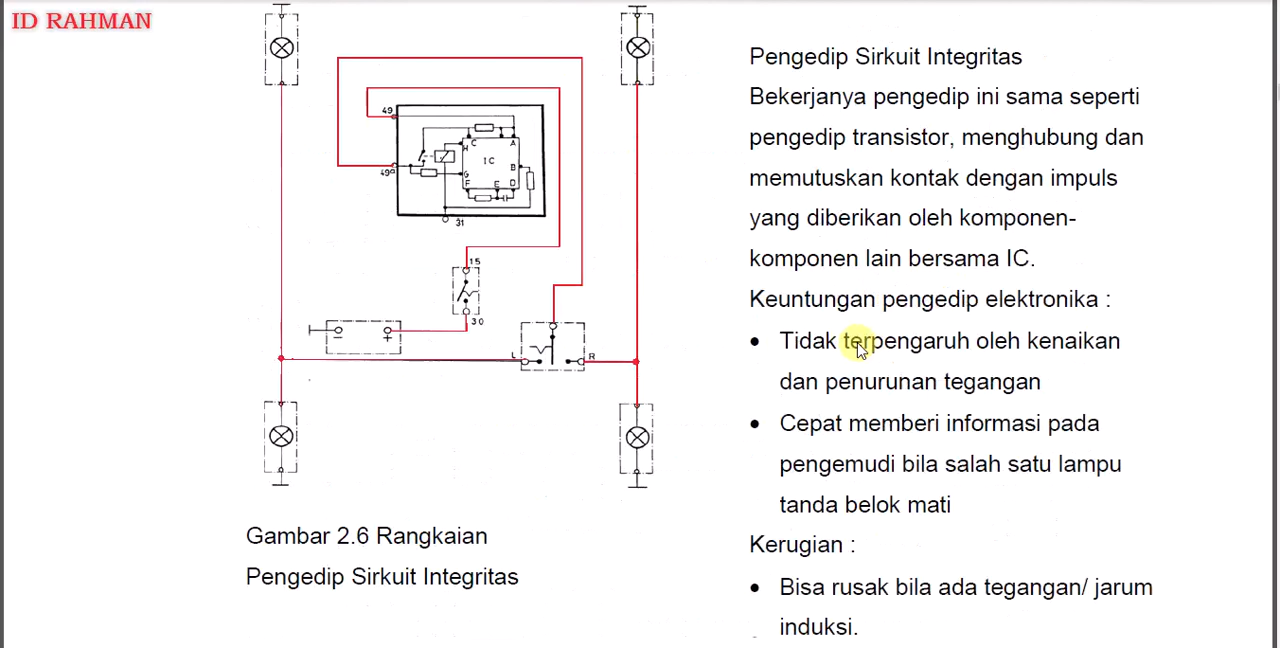 ID RAHMAN
49
49a
C
A
H
IC
B
G
F
E
D
31
15
30
L
R
Gambar 2.6 Rangkaian
Pengedip Sirkuit Integritas
Pengedip Sirkuit Integritas
Bekerjanya pengedip ini sama seperti
pengedip transistor, menghubung dan
memutuskan kontak dengan impuls
yang diberikan oleh komponen-
komponen lain bersama IC.
Keuntungan pengedip elektronika :
• Tidak terpengaruh oleh kenaikan
dan penurunan tegangan
• Cepat memberi informasi pada
pengemudi bila salah satu lampu
tanda belok mati
Kerugian :
• Bisa rusak bila ada tegangan/ jarum
induksi.